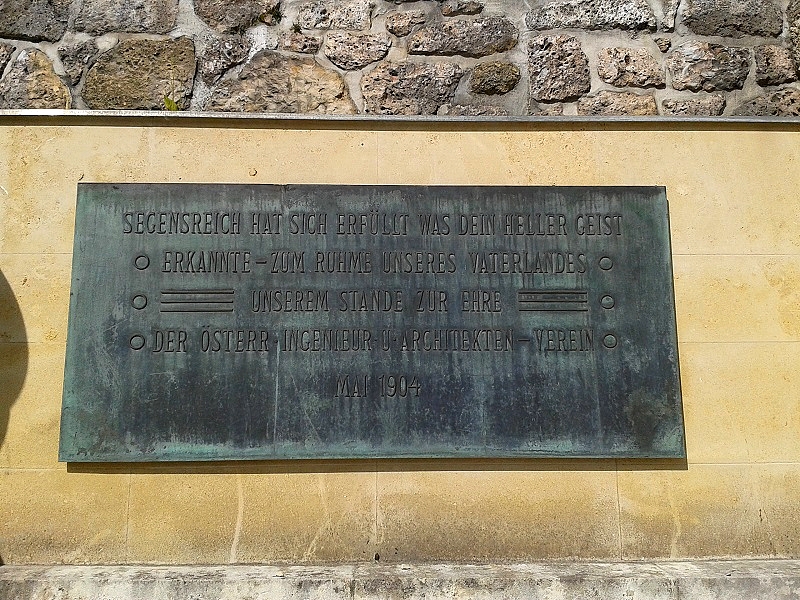 SEGENSREICH HAT SICH ERFÜLLT WAS DEIN HELLER GEIST
ERKANNTE – ZUM RUHME UNSERES VATERLANDES
UNSEREM STANDE ZUR EHRE
DER ÖSTERR· INGENIEUR·U·ARCHITEKTEN – VEREIN
MAI 1904